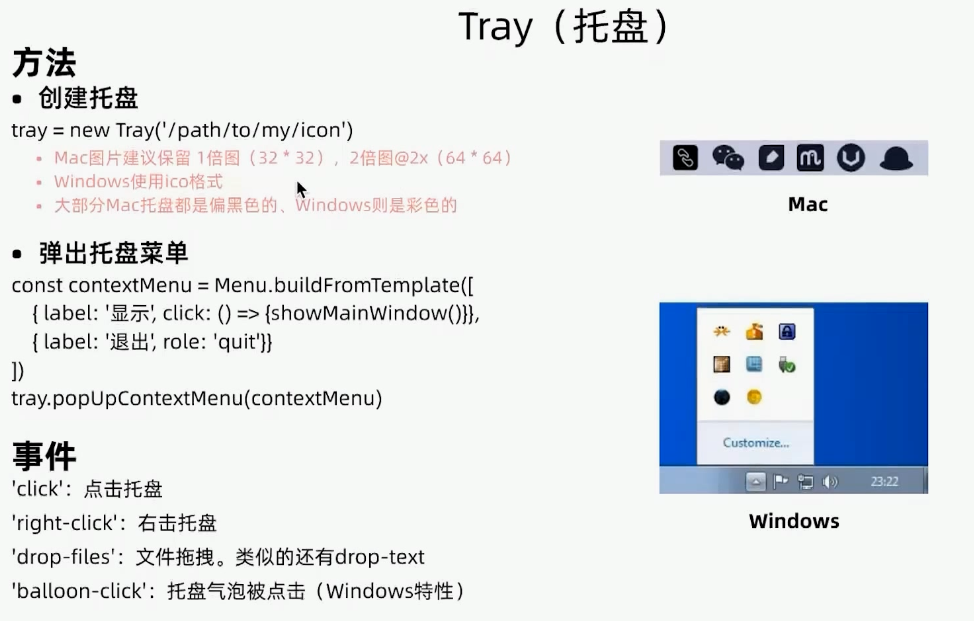 Tray（托盘）
方法
• 创建托盘
tray = new Tray('/path/to/my/icon')
• Mac图片建议保留 1倍图（32 * 32），2倍图@2x（64 * 64）
• Windows使用ico格式
• 大部分Mac托盘都是偏黑色的、Windows则是彩色的
• 弹出托盘菜单
const contextMenu = Menu.buildFromTemplate([
{ label: '显示', click: () => {showMainWindow()}},
{ label: '退出', role: 'quit'}}
])
tray.popUpContextMenu(contextMenu)
事件
'click'：点击托盘
'right-click'：右击托盘
'drop-files'：文件拖拽。类似的还有drop-text
'balloon-click'：托盘气泡被点击（Windows特性）
Mac
Customize...
23:22
Windows